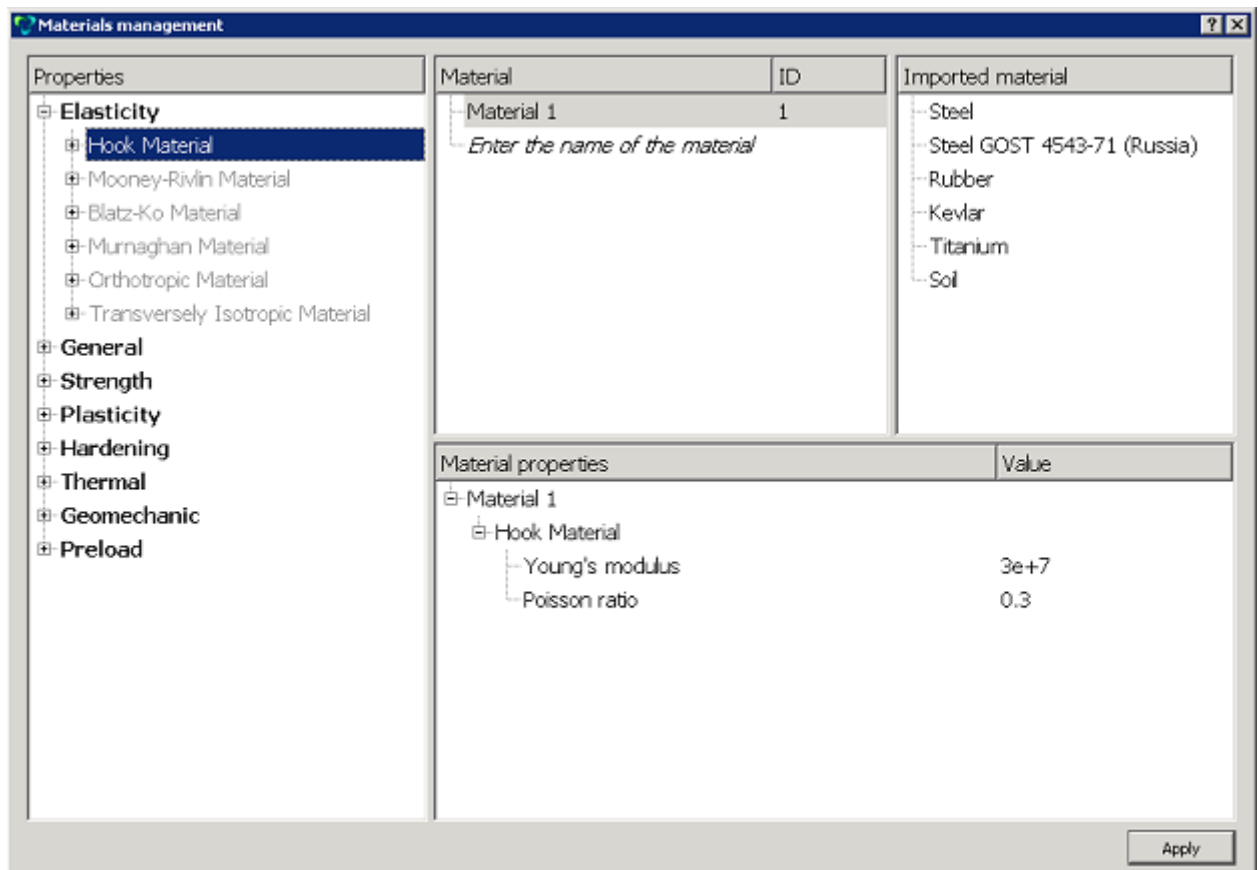 Materials management
Properties
Elasticity
Hook Material
Mooney-Rivlin Material
Blatz-Ko Material
Murnaghan Material
Orthotropic Material
Transversely Isotropic Material
General
Strength
Plasticity
Hardening
Thermal
Geomechanic
Preload
Material ID
Material 1 1
Enter the name of the material
Imported material
Steel
Steel GOST 4543-71 (Russia)
Rubber
Kevlar
Titanium
Soil
Material properties Value
Material 1
Hook Material
Young's modulus 3e+7
Poisson ratio 0.3
Apply